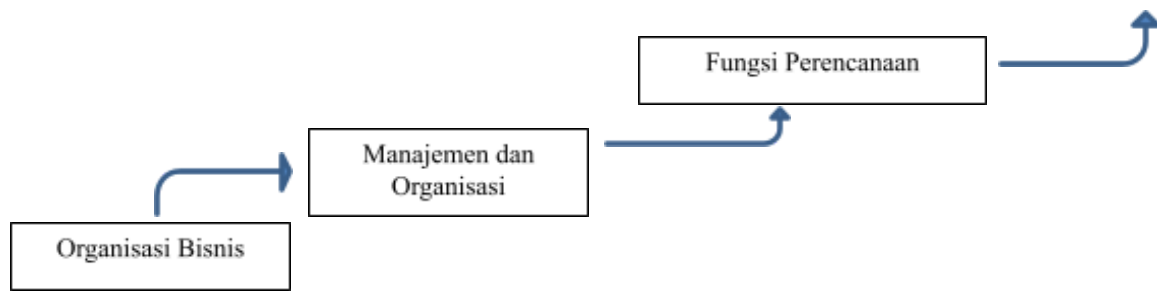 Fungsi Perencanaan
Manajemen dan
Organisasi
Organisasi Bisnis